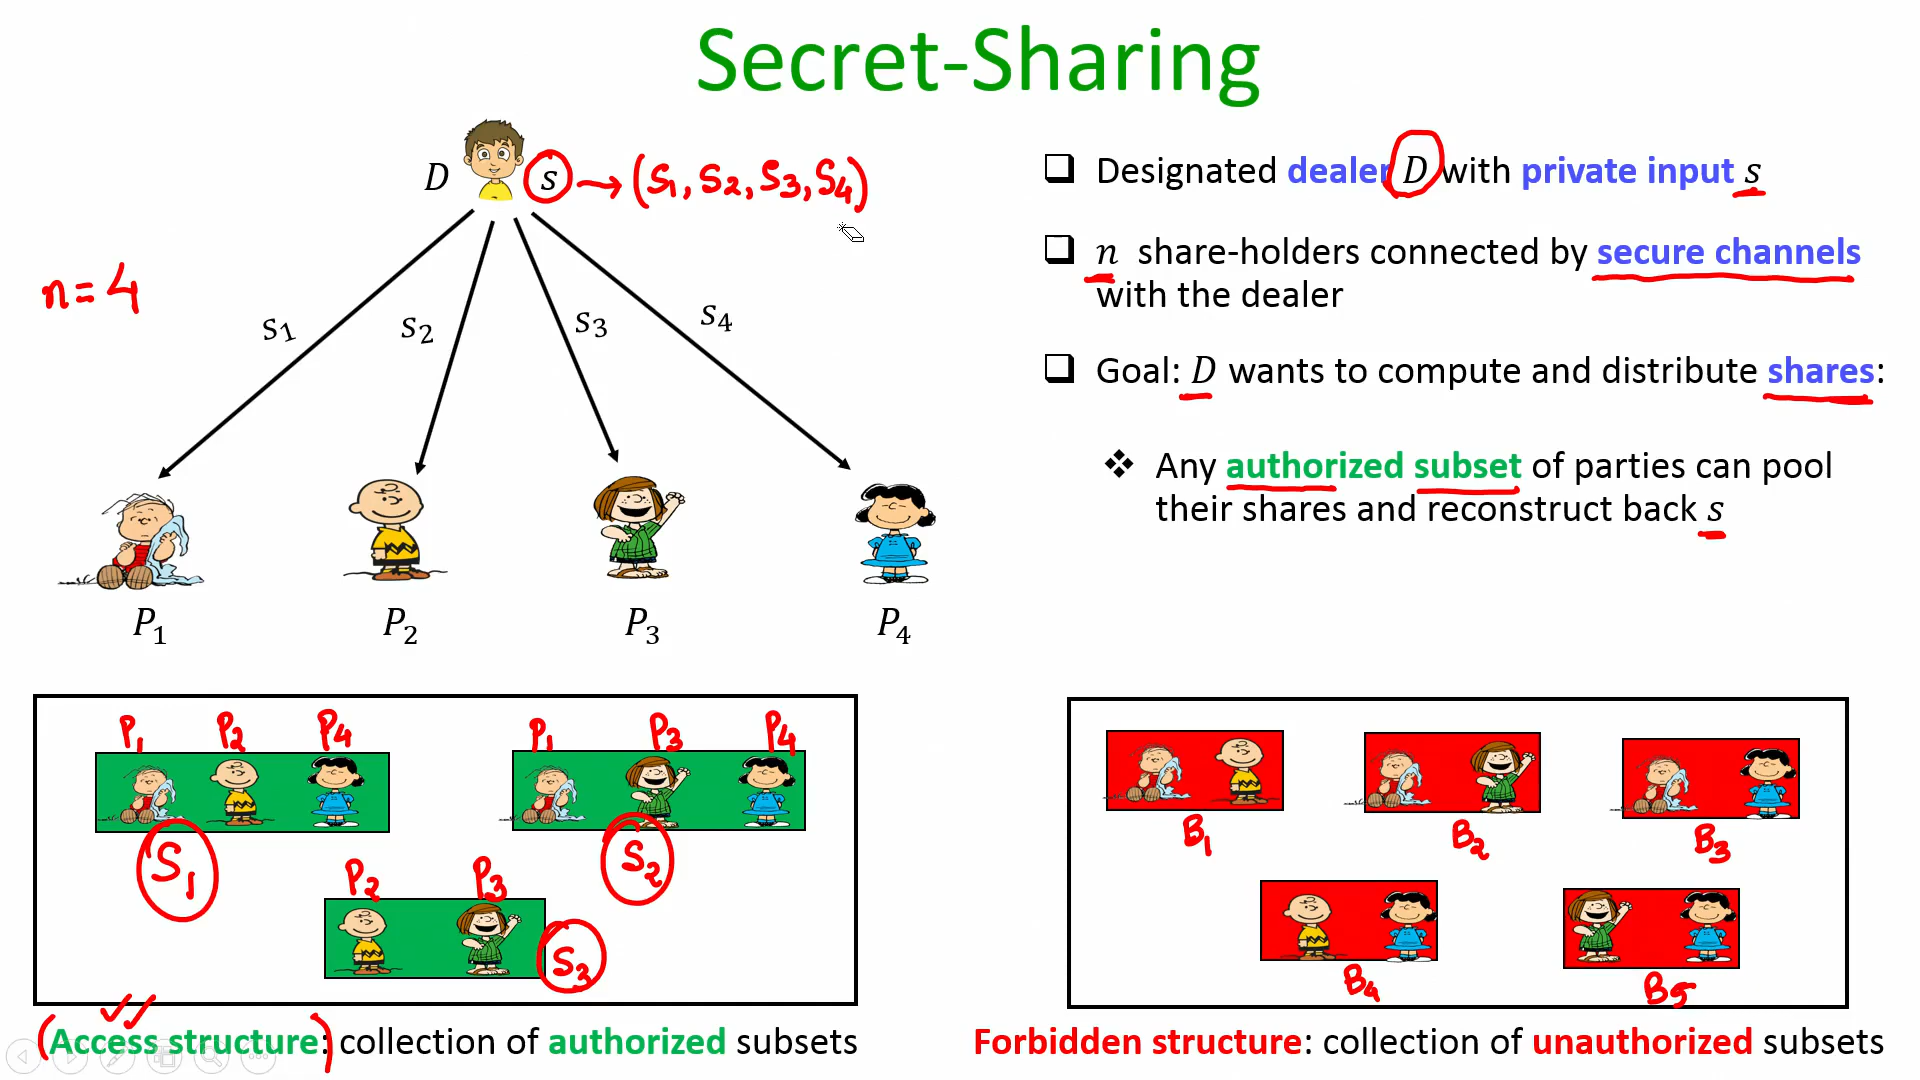 Secret-Sharing
D s → (S1, S2, S3, S4)
n = 4
s1 s2 s3 s4
P1 P2 P3 P4
❑ Designated dealer D with private input s
❑ n share-holders connected by secure channels
with the dealer
❑ Goal: D wants to compute and distribute shares:
❖ Any authorized subset of parties can pool
their shares and reconstruct back s
P1 P2 P4
P1 P3 P4
S1
S2
P2 P3
S3
(Access structure:) collection of authorized subsets
B1 B2 B3
B4 B5
Forbidden structure: collection of unauthorized subsets